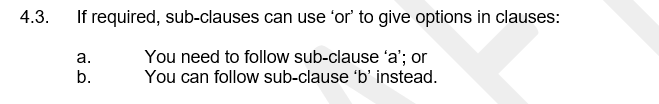 4.3. If required, sub-clauses can use ‘or’ to give options in clauses:
a. You need to follow sub-clause ‘a’; or
b. You can follow sub-clause ‘b’ instead.